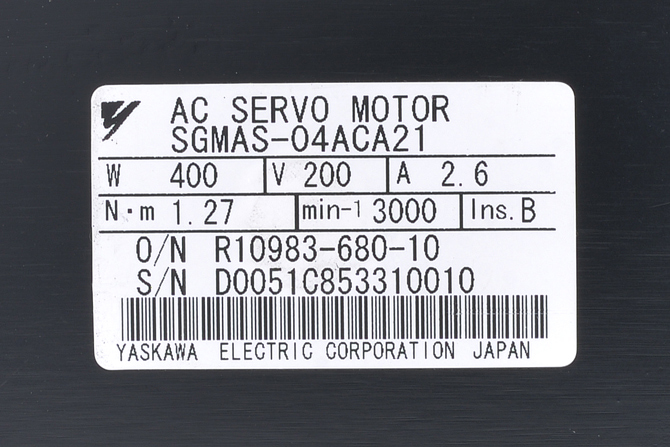 AC SERVO MOTOR
SGMAS-04ACA21
W 400 V 200 A 2.6
N·m 1.27 min-1 3000 Ins. B
O/N R10983-680-10
S/N D0051C853310010
YASKAWA ELECTRIC CORPORATION JAPAN